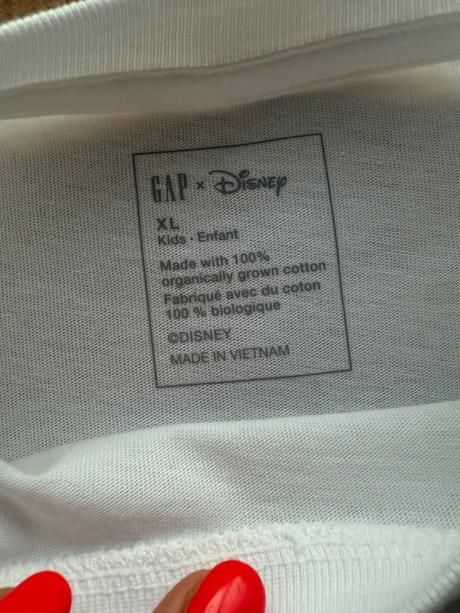 GAP × Disney
XL
Kids · Enfant
Made with 100%
organically grown cotton
Fabriqué avec du coton
100 % biologique
©DISNEY
MADE IN VIETNAM